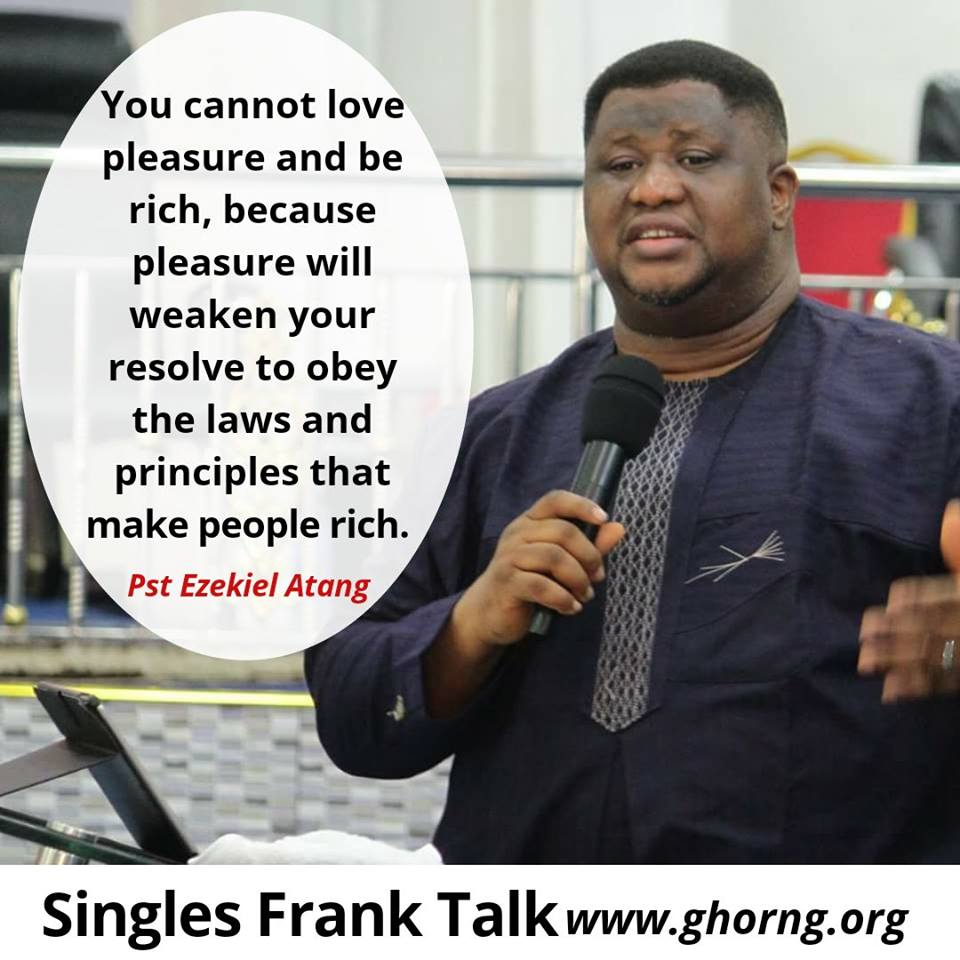 You cannot love
pleasure and be
rich, because
pleasure will
weaken your
resolve to obey
the laws and
principles that
make people rich.
Pst Ezekiel Atang
Singles Frank Talk www.ghorng.org